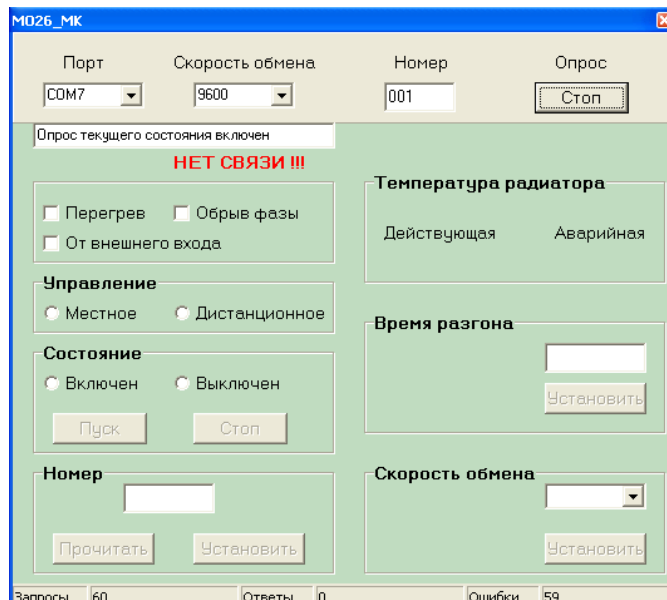 МО26_МК
Порт Скорость обмена Номер Опрос
COM7 9600 001 Стоп
Опрос текущего состояния включен
НЕТ СВЯЗИ !!!
Температура радиатора
Перегрев Обрыв фазы
Действующая Аварийная
От внешнего входа
Управление
Местное Дистанционное
Время разгона
Состояние
Включен Выключен
Установить
Пуск Стоп
Номер Скорость обмена
Прочитать Установить Установить
Запросы 60 Ответы 0 Ошибки 59